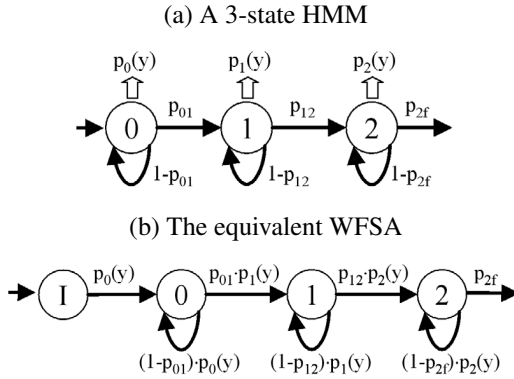 (a) A 3-state HMM
p₀(y) p₁(y) p₂(y)
0 p₀₁ 1 p₁₂ 2 p₂f
1-p₀₁ 1-p₁₂ 1-p₂f
(b) The equivalent WFSA
I p₀(y) 0 p₀₁·p₁(y) 1 p₁₂·p₂(y) 2 p₂f
(1-p₀₁)·p₀(y) (1-p₁₂)·p₁(y) (1-p₂f)·p₂(y)